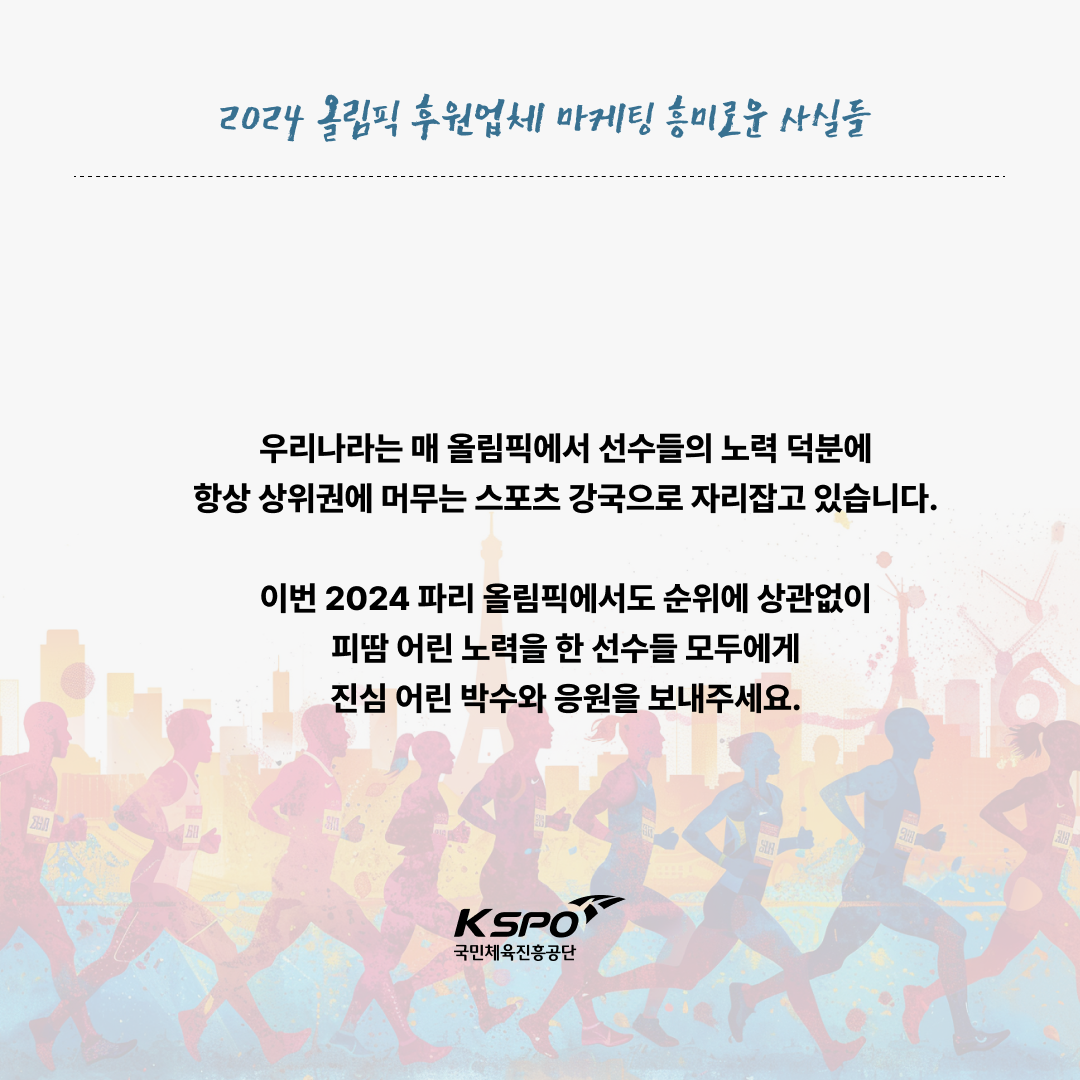 2024 올림픽 후원업체 마케팅 흥미로운 사실들
우리나라는 매 올림픽에서 선수들의 노력 덕분에
항상 상위권에 머무는 스포츠 강국으로 자리잡고 있습니다.
이번 2024 파리 올림픽에서도 순위에 상관없이
피땀 어린 노력을 한 선수들 모두에게
진심 어린 박수와 응원을 보내주세요.
KSPO
국민체육진흥공단